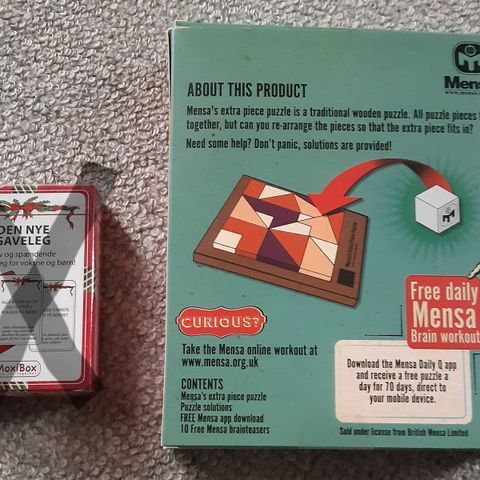 DEN NYE
GAVELEG
v og spændende
eg for voksne og børn!
MoxiBox
ABOUT THIS PRODUCT
Mensa's extra piece puzzle is a traditional wooden puzzle. All puzzle pieces
together, but can you re-arrange the pieces so that the extra piece fits in?
Need some help? Don't panic, solutions are provided!
Mensa
CURIOUS?
Take the Mensa online workout at
www.mensa.org.uk
CONTENTS
Mensa's extra piece puzzle
Puzzle solutions
FREE Mensa app download
10 Free Mensa brainteasers
Free daily
Mensa
Brain workout
Download the Mensa Daily Q app
and receive a free puzzle a
day for 70 days, direct to
your mobile device.
Sold under license from British Mensa Limited